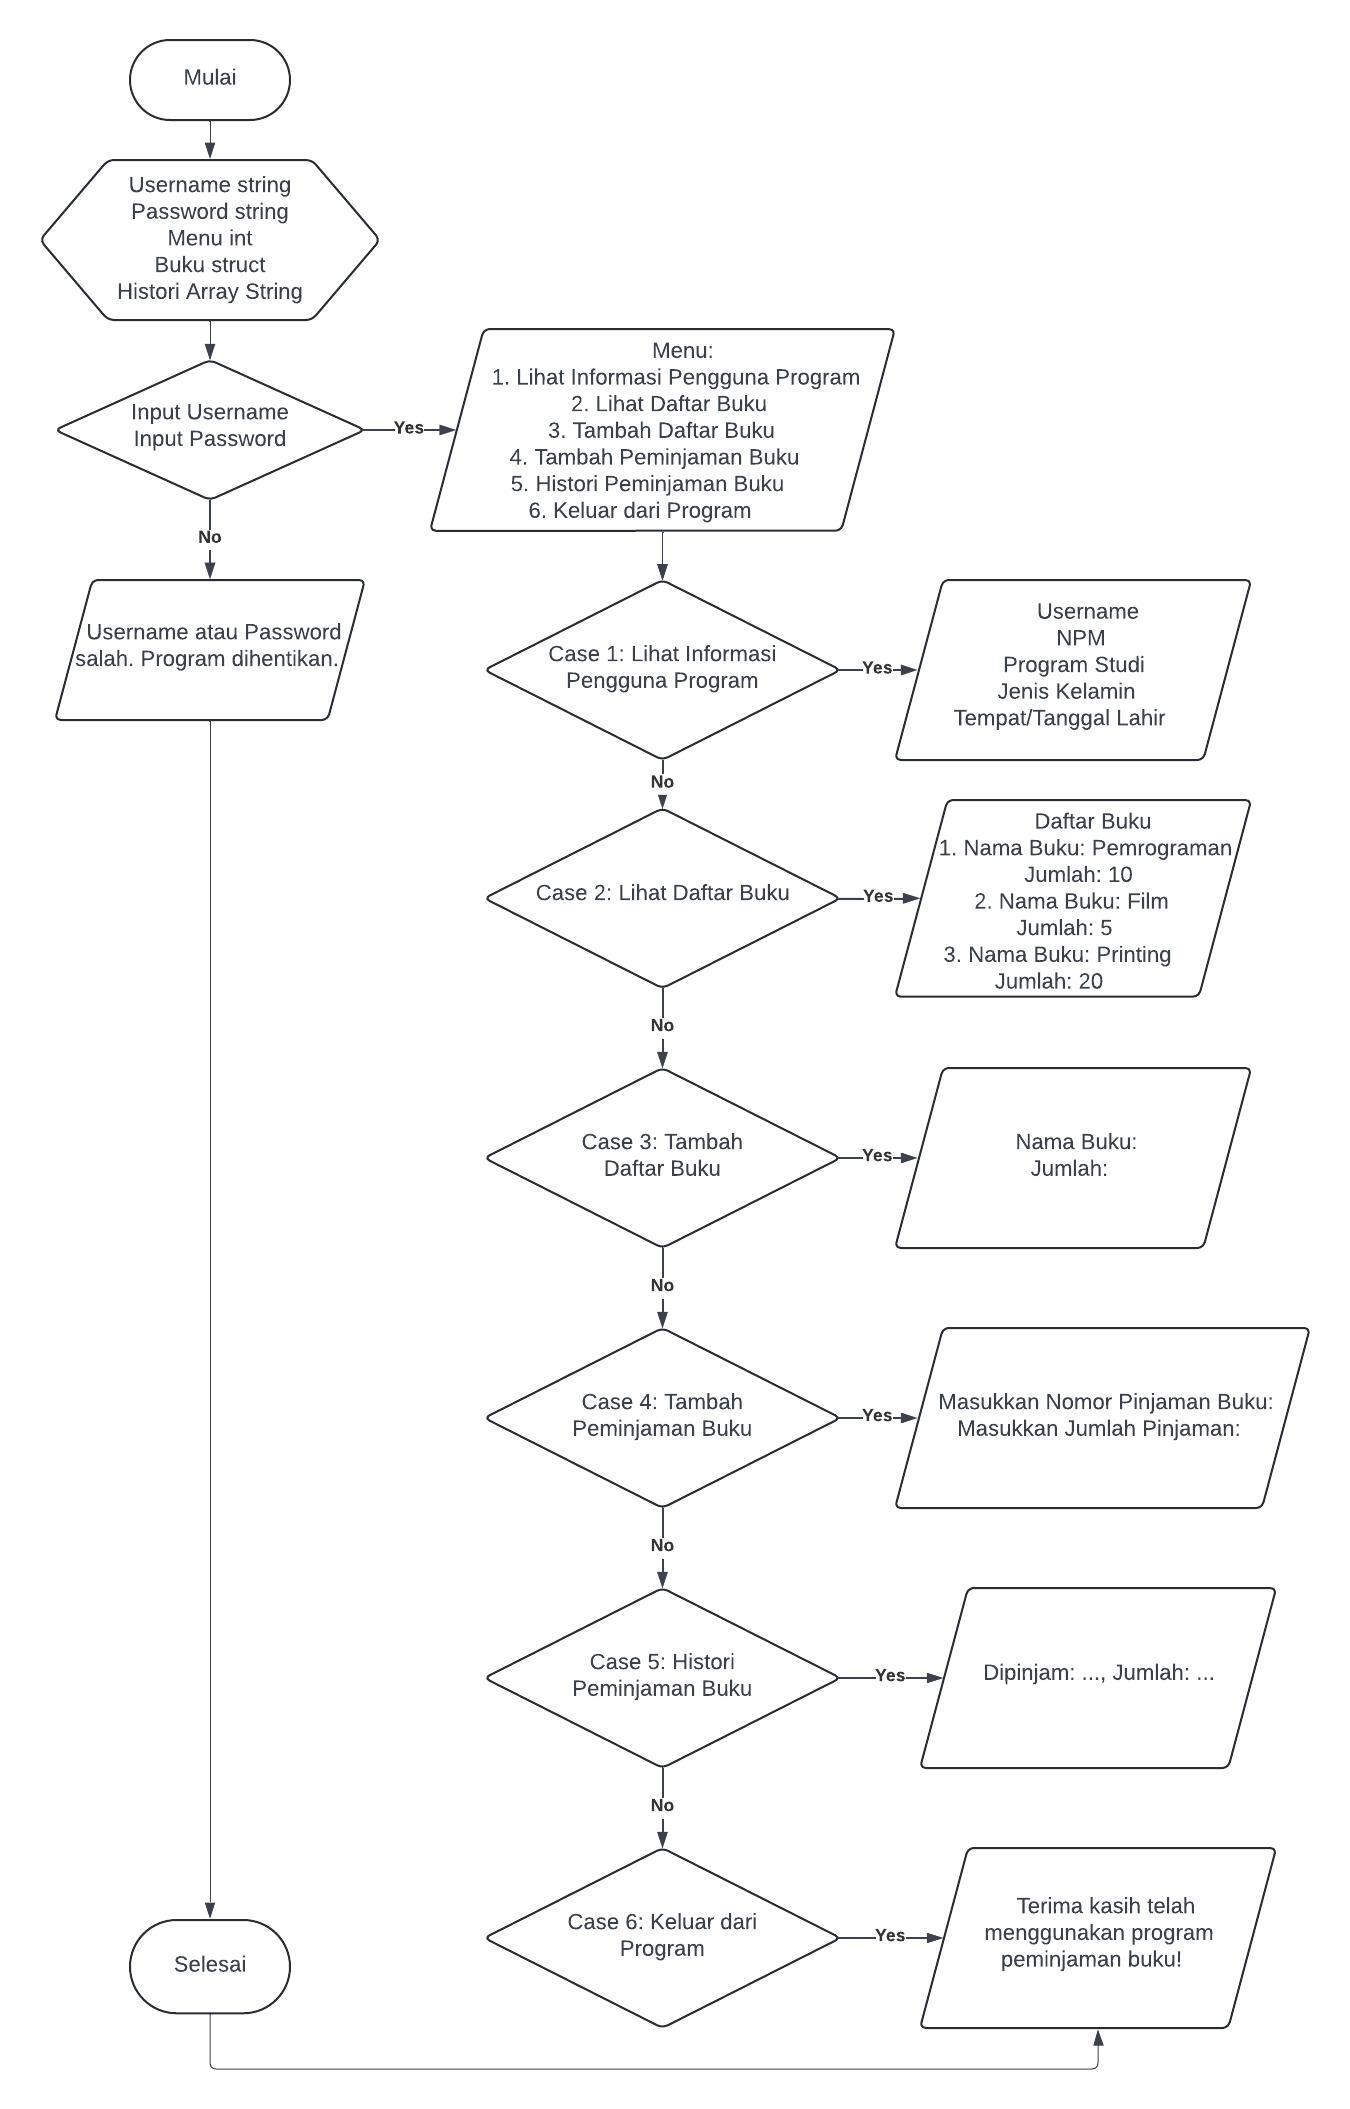 Mulai
Username string
Password string
Menu int
Buku struct
Histori Array String
Input Username
Input Password
Yes
No
Username atau Password
salah. Program dihentikan.
Menu:
1. Lihat Informasi Pengguna Program
2. Lihat Daftar Buku
3. Tambah Daftar Buku
4. Tambah Peminjaman Buku
5. Histori Peminjaman Buku
6. Keluar dari Program
Case 1: Lihat Informasi
Pengguna Program
Yes
Username
NPM
Program Studi
Jenis Kelamin
Tempat/Tanggal Lahir
No
Case 2: Lihat Daftar Buku
Yes
Daftar Buku
1. Nama Buku: Pemrograman
Jumlah: 10
2. Nama Buku: Film
Jumlah: 5
3. Nama Buku: Printing
Jumlah: 20
No
Case 3: Tambah
Daftar Buku
Yes
Nama Buku:
Jumlah:
No
Case 4: Tambah
Peminjaman Buku
Yes
Masukkan Nomor Pinjaman Buku:
Masukkan Jumlah Pinjaman:
No
Case 5: Histori
Peminjaman Buku
Yes
Dipinjam: ..., Jumlah: ...
No
Case 6: Keluar dari
Program
Yes
Terima kasih telah
menggunakan program
peminjaman buku!
Selesai